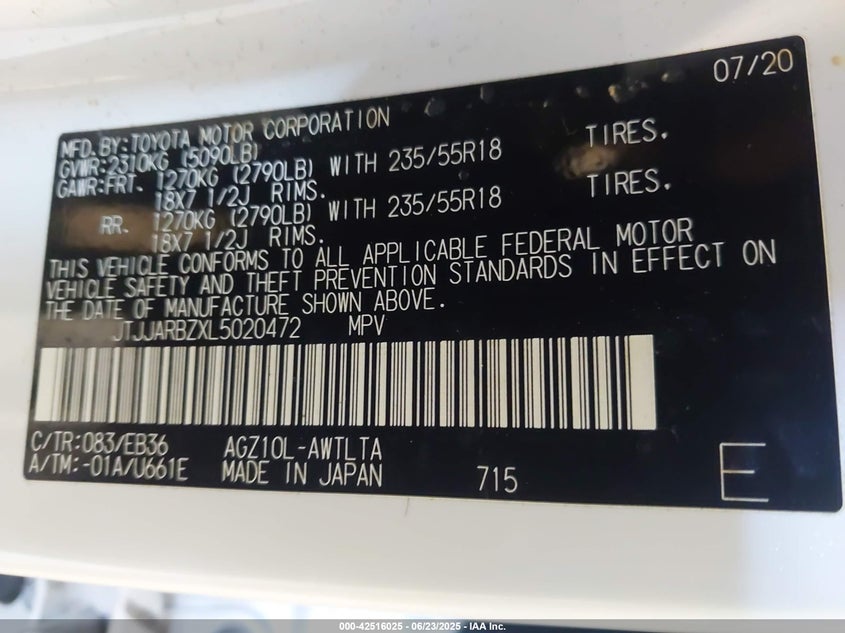 07/20
MFD.BY:TOYOTA MOTOR CORPORATION
GVWR:2310KG (5090LB)
GAWR:FRT. 1270KG (2790LB) WITH 235/55R18 TIRES.
18X7 1/2J RIMS.
RR. 1270KG (2790LB) WITH 235/55R18 TIRES.
18X7 1/2J RIMS.
THIS VEHICLE CONFORMS TO ALL APPLICABLE FEDERAL MOTOR
VEHICLE SAFETY AND THEFT PREVENTION STANDARDS IN EFFECT ON
THE DATE OF MANUFACTURE SHOWN ABOVE.
JTJJARBZXL5020472 MPV
C/TR:083/EB36 AGZ10L-AWTLTA
A/TM:-01A/U661E MADE IN JAPAN 715 E
000-42516025 - 06/23/2025 - IAA Inc.